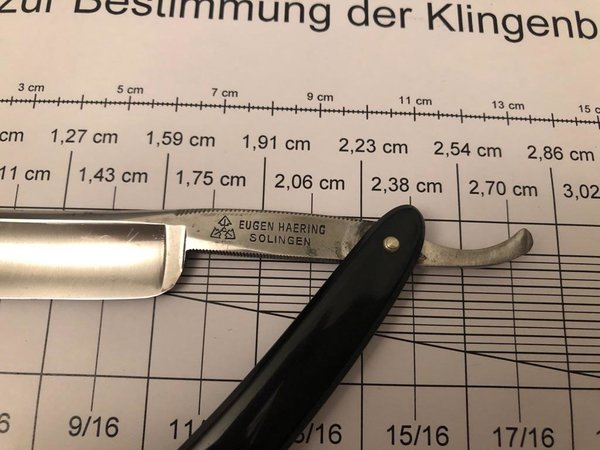 zur Bestimmung der Klingenb
3 cm 5 cm 7 cm 9 cm 11 cm 13 cm 15 c
cm 1,27 cm 1,59 cm 1,91 cm 2,23 cm 2,54 cm 2,86 cm
11 cm 1,43 cm 1,75 cm 2,06 cm 2,38 cm 2,70 cm 3,02
EUGEN HAERING
SOLINGEN
9/16 11 /16 15/16 17/16